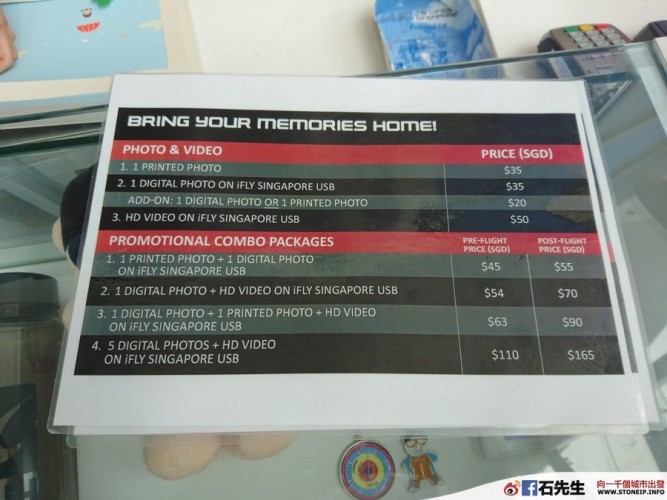 BRING YOUR MEMORIES HOME!
PHOTO & VIDEO PRICE (SGD)
1. 1 PRINTED PHOTO $35
2. 1 DIGITAL PHOTO ON iFLY SINGAPORE USB $35
ADD-ON: 1 DIGITAL PHOTO OR 1 PRINTED PHOTO $20
3. HD VIDEO ON iFLY SINGAPORE USB $50
PROMOTIONAL COMBO PACKAGES PRE-FLIGHT PRICE (SGD) POST-FLIGHT PRICE (SGD)
1. 1 PRINTED PHOTO + 1 DIGITAL PHOTO
ON iFLY SINGAPORE USB $45 $55
2. 1 DIGITAL PHOTO + HD VIDEO ON iFLY SINGAPORE USB $54 $70
3. 1 DIGITAL PHOTO + 1 PRINTED PHOTO + HD VIDEO
ON iFLY SINGAPORE USB $63 $90
4. 5 DIGITAL PHOTOS + HD VIDEO
ON iFLY SINGAPORE USB $110 $165
石先生 向一千個城市出發
WWW.STONEIP.INFO